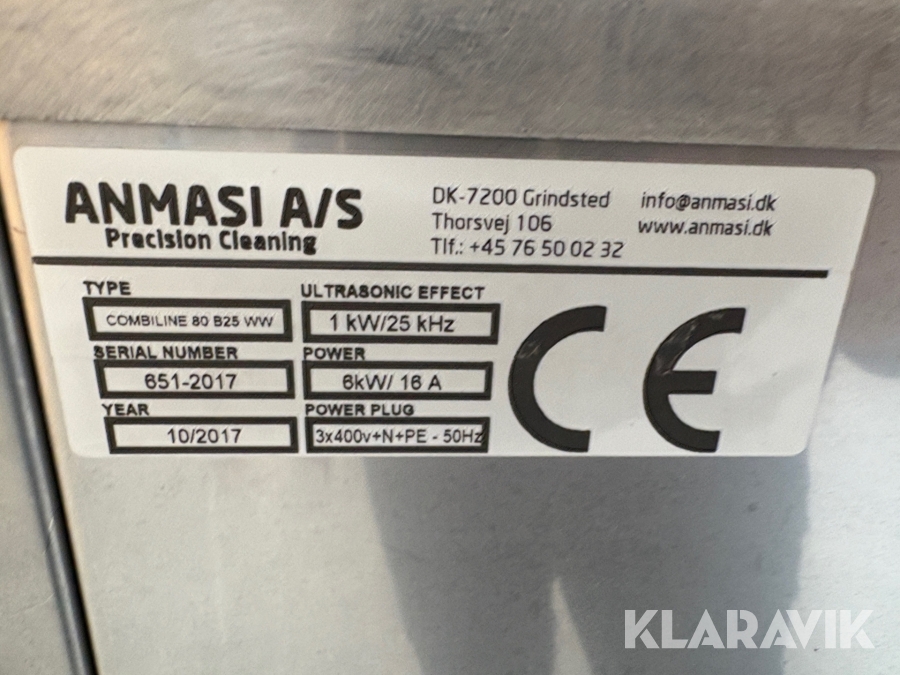 ANMASI A/S
Precision Cleaning
DK-7200 Grindsted
Thorsvej 106
Tlf.: +45 76 50 02 32
info@anmasi.dk
www.anmasi.dk
TYPE
COMBILINE 80 B25 WW
ULTRASONIC EFFECT
1 kW/25 kHz
SERIAL NUMBER
651-2017
POWER
6kW/ 16 A
YEAR
10/2017
POWER PLUG
3x400v+N+PE - 50Hz
CE
KLARAVIK